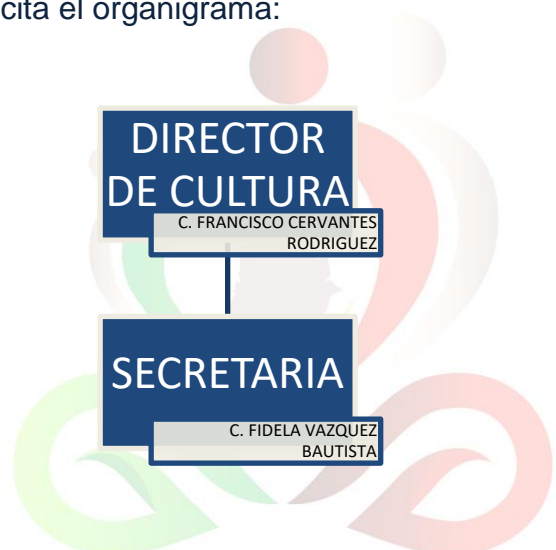 cita el organigrama:
DIRECTOR
DE CULTURA
C. FRANCISCO CERVANTES
RODRIGUEZ
SECRETARIA
C. FIDELA VAZQUEZ
BAUTISTA